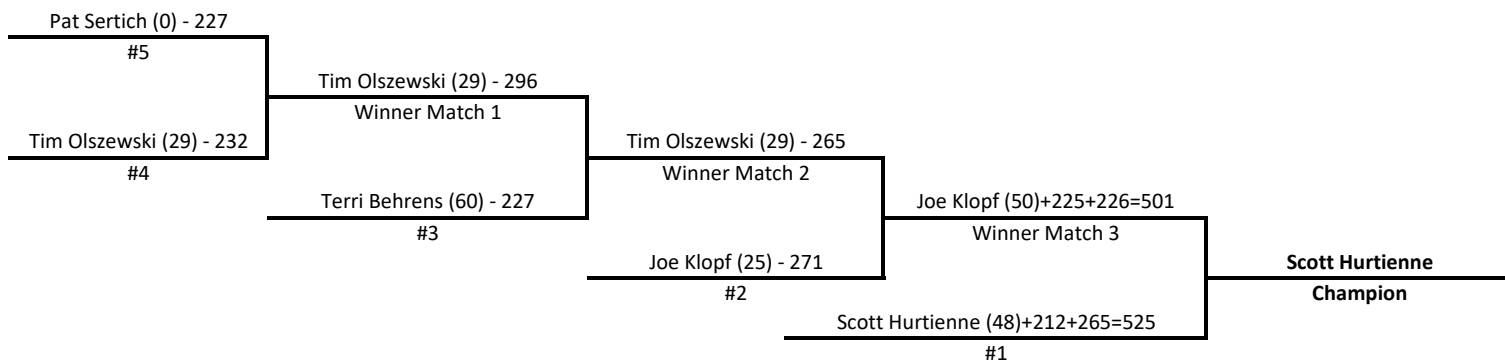 Pat Sertich (0) - 227
#5
Tim Olszewski (29) - 296
Winner Match 1
Tim Olszewski (29) - 232
#4
Tim Olszewski (29) - 265
Winner Match 2
Terri Behrens (60) - 227
#3
Joe Klopf (50)+225+226=501
Winner Match 3
Joe Klopf (25) - 271
#2
Scott Hurtienne
Champion
Scott Hurtienne (48)+212+265=525
#1